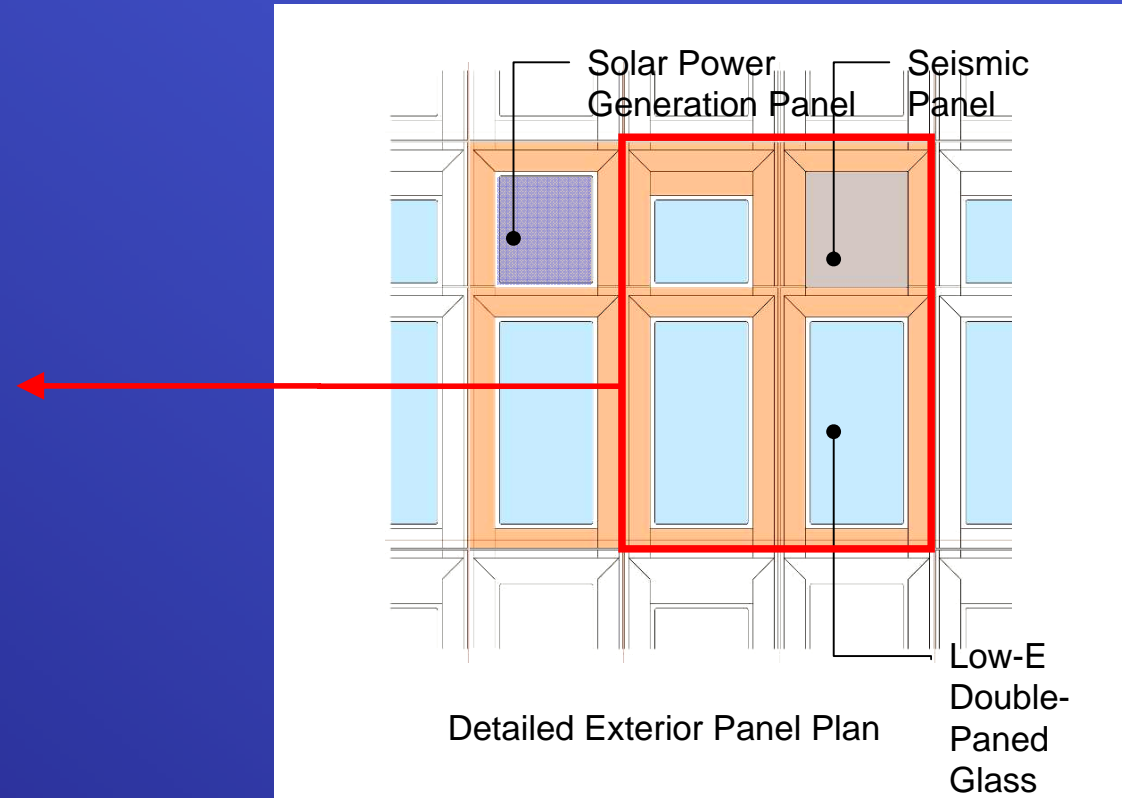 Solar Power
Generation Panel
Seismic
Panel
Low-E
Double-
Paned
Glass
Detailed Exterior Panel Plan